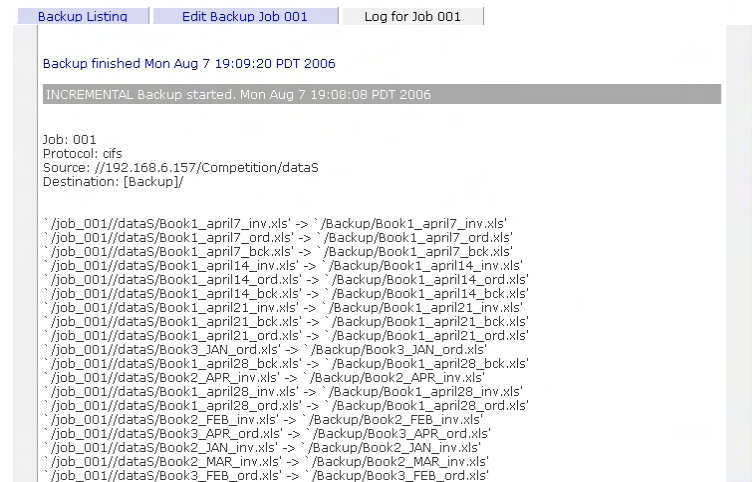 Backup Listing Edit Backup Job 001 Log for Job 001
Backup finished Mon Aug 7 19:09:20 PDT 2006
INCREMENTAL Backup started. Mon Aug 7 19:08:08 PDT 2006
Job: 001
Protocol: cifs
Source: //192.168.6.157/Competition/dataS
Destination: [Backup]/
`/job_001//dataS/Book1_april7_inv.xls' -> `/Backup/Book1_april7_inv.xls'
`/job_001//dataS/Book1_april7_ord.xls' -> `/Backup/Book1_april7_ord.xls'
`/job_001//dataS/Book1_april7_bck.xls' -> `/Backup/Book1_april7_bck.xls'
`/job_001//dataS/Book1_april14_inv.xls' -> `/Backup/Book1_april14_inv.xls'
`/job_001//dataS/Book1_april14_ord.xls' -> `/Backup/Book1_april14_ord.xls'
`/job_001//dataS/Book1_april14_bck.xls' -> `/Backup/Book1_april14_bck.xls'
`/job_001//dataS/Book1_april21_inv.xls' -> `/Backup/Book1_april21_inv.xls'
`/job_001//dataS/Book1_april21_bck.xls' -> `/Backup/Book1_april21_bck.xls'
`/job_001//dataS/Book1_april21_ord.xls' -> `/Backup/Book1_april21_ord.xls'
`/job_001//dataS/Book3_JAN_ord.xls' -> `/Backup/Book3_JAN_ord.xls'
`/job_001//dataS/Book1_april28_bck.xls' -> `/Backup/Book1_april28_bck.xls'
`/job_001//dataS/Book2_APR_inv.xls' -> `/Backup/Book2_APR_inv.xls'
`/job_001//dataS/Book1_april28_inv.xls' -> `/Backup/Book1_april28_inv.xls'
`/job_001//dataS/Book1_april28_ord.xls' -> `/Backup/Book1_april28_ord.xls'
`/job_001//dataS/Book2_FEB_inv.xls' -> `/Backup/Book2_FEB_inv.xls'
`/job_001//dataS/Book3_APR_ord.xls' -> `/Backup/Book3_APR_ord.xls'
`/job_001//dataS/Book2_JAN_inv.xls' -> `/Backup/Book2_JAN_inv.xls'
`/job_001//dataS/Book2_MAR_inv.xls' -> `/Backup/Book2_MAR_inv.xls'
`/job_001//dataS/Book3_FEB_ord.xls' -> `/Backup/Book3_FEB_ord.xls'